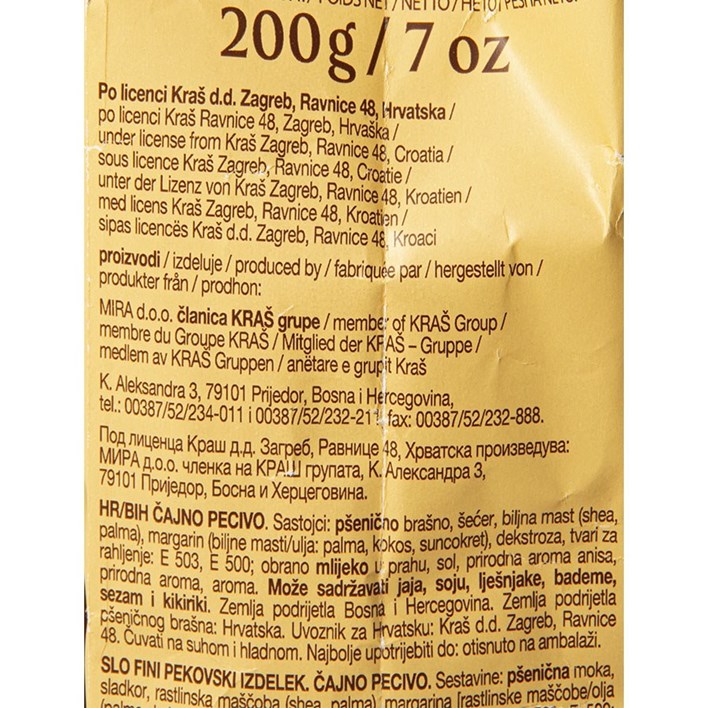 NET / NETTO / НЕТО /
200g / 7 oz
Po licenci Kraš d.d. Zagreb, Ravnice 48, Hrvatska /
po licenci Kraš Ravnice 48, Zagreb, Hrvaška /
under license from Kraš Zagreb, Ravnice 48, Croatia /
sous licence Kraš Zagreb, Ravnice 48, Croatie /
unter der Lizenz von Kraš Zagreb, Ravnice 48, Kroatien /
med licens Kraš Zagreb, Ravnice 48, Kroatien /
sipas licencës Kraš d.d. Zagreb, Ravnice 48, Kroaci
proizvodi / izdeluje / produced by / fabriquée par / hergestellt von /
produkter från / prodhon:
MIRA d.o.o. članica KRAŠ grupe / member of KRAŠ Group /
membre du Groupe KRAŠ / Mitglied der KRAŠ – Gruppe /
medlem av KRAŠ Gruppen / anëtare e grupit Kraš
K. Aleksandra 3, 79101 Prijedor, Bosna i Hercegovina,
tel.: 00387/52/234-011 i 00387/52/232-211 fax: 00387/52/232-888.
Под лиценца Краш д.д. Загреб, Равнице 48, Хрватска произведува:
МИРА д.о.о. членка на КРАШ групата, К. Александра 3,
79101 Приједор, Босна и Херцеговина.
HR/BIH ČAJNO PECIVO. Sastojci: pšenično brašno, šećer, biljna mast (shea,
palma), margarin (biljne masti/ulja: palma, kokos, suncokret), dekstroza, tvari za
rahljenje: E 503, E 500; obrano mlijeko u prahu, sol, prirodna aroma anisa,
prirodna aroma, aroma. Može sadržavati jaja, soju, lješnjake, bademe,
sezam i kikiriki. Zemlja podrijetla Bosna i Hercegovina. Zemlja podrijetla
pšeničnog brašna: Hrvatska. Uvoznik za Hrvatsku: Kraš d.d. Zagreb, Ravnice
48. Čuvati na suhom i hladnom. Najbolje upotrijebiti do: otisnuto na ambalaži.
SLO FINI PEKOVSKI IZDELEK. ČAJNO PECIVO. Sestavine: pšenična moka,
sladkor, rastlinska maščoba (shea, palma) margarina [rastlinske maščobe/olja